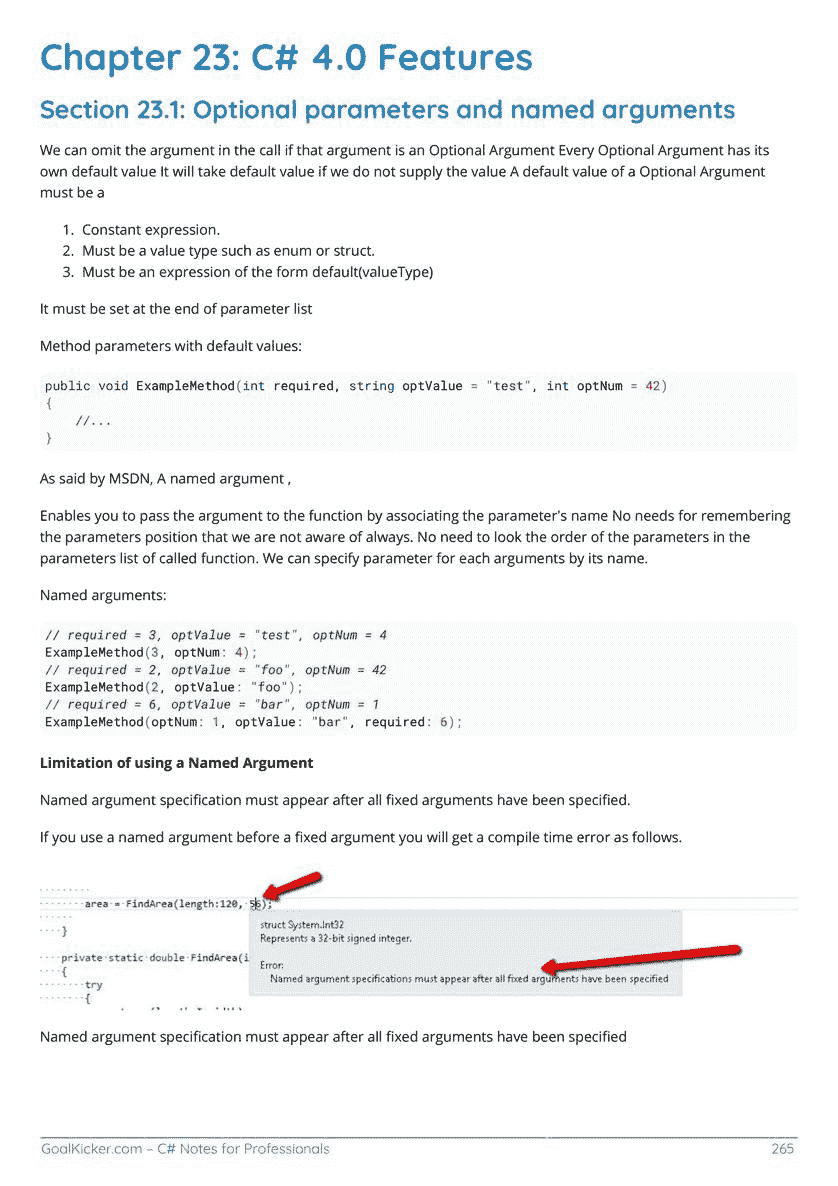 Chapter 23: C# 4.0 Features
Section 23.1: Optional parameters and named arguments
We can omit the argument in the call if that argument is an Optional Argument Every Optional Argument has its
own default value It will take default value if we do not supply the value A default value of a Optional Argument
must be a
1. Constant expression.
2. Must be a value type such as enum or struct.
3. Must be an expression of the form default(valueType)
It must be set at the end of parameter list
Method parameters with default values:
public void ExampleMethod(int required, string optValue = "test", int optNum = 42)
{
//...
}
As said by MSDN, A named argument ,
Enables you to pass the argument to the function by associating the parameter's name No needs for remembering
the parameters position that we are not aware of always. No need to look the order of the parameters in the
parameters list of called function. We can specify parameter for each arguments by its name.
Named arguments:
// required = 3, optValue = "test", optNum = 4
ExampleMethod(3, optNum: 4);
// required = 2, optValue = "foo", optNum = 42
ExampleMethod(2, optValue: "foo");
// required = 6, optValue = "bar", optNum = 1
ExampleMethod(optNum: 1, optValue: "bar", required: 6);
Limitation of using a Named Argument
Named argument specification must appear after all fixed arguments have been specified.
If you use a named argument before a fixed argument you will get a compile time error as follows.
area = FindArea(length:120, 56);
struct System.Int32
Represents a 32-bit signed integer.
}
private static double FindArea(i
Error:
{
Named argument specifications must appear after all fixed arguments have been specified
try
{
Named argument specification must appear after all fixed arguments have been specified
GoalKicker.com – C# Notes for Professionals
265